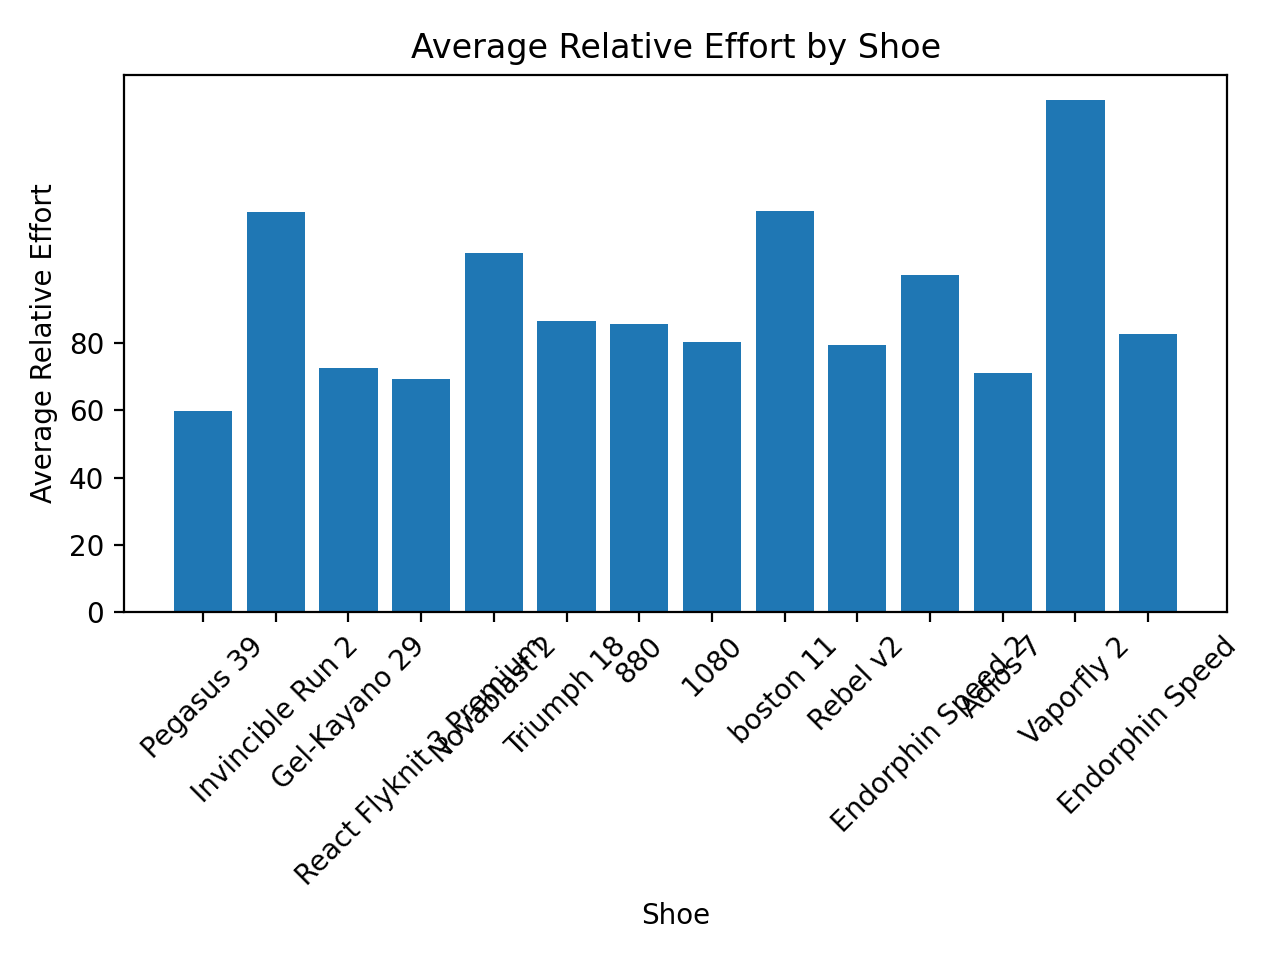 Average Relative Effort by Shoe
Average Relative Effort
80
60
40
20
0
Pegasus 39
Invincible Run 2
Gel-Kayano 29
React Flyknit 3 Premium
Novablast 2
Triumph 18
880
1080
boston 11
Rebel v2
Endorphin Speed 2
Adios 7
Vaporfly 2
Endorphin Speed
Shoe